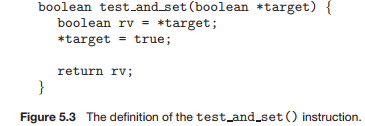 boolean test_and_set(boolean *target) {
boolean rv = *target;
*target = true;
return rv;
}
Figure 5.3 The definition of the test_and_set() instruction.